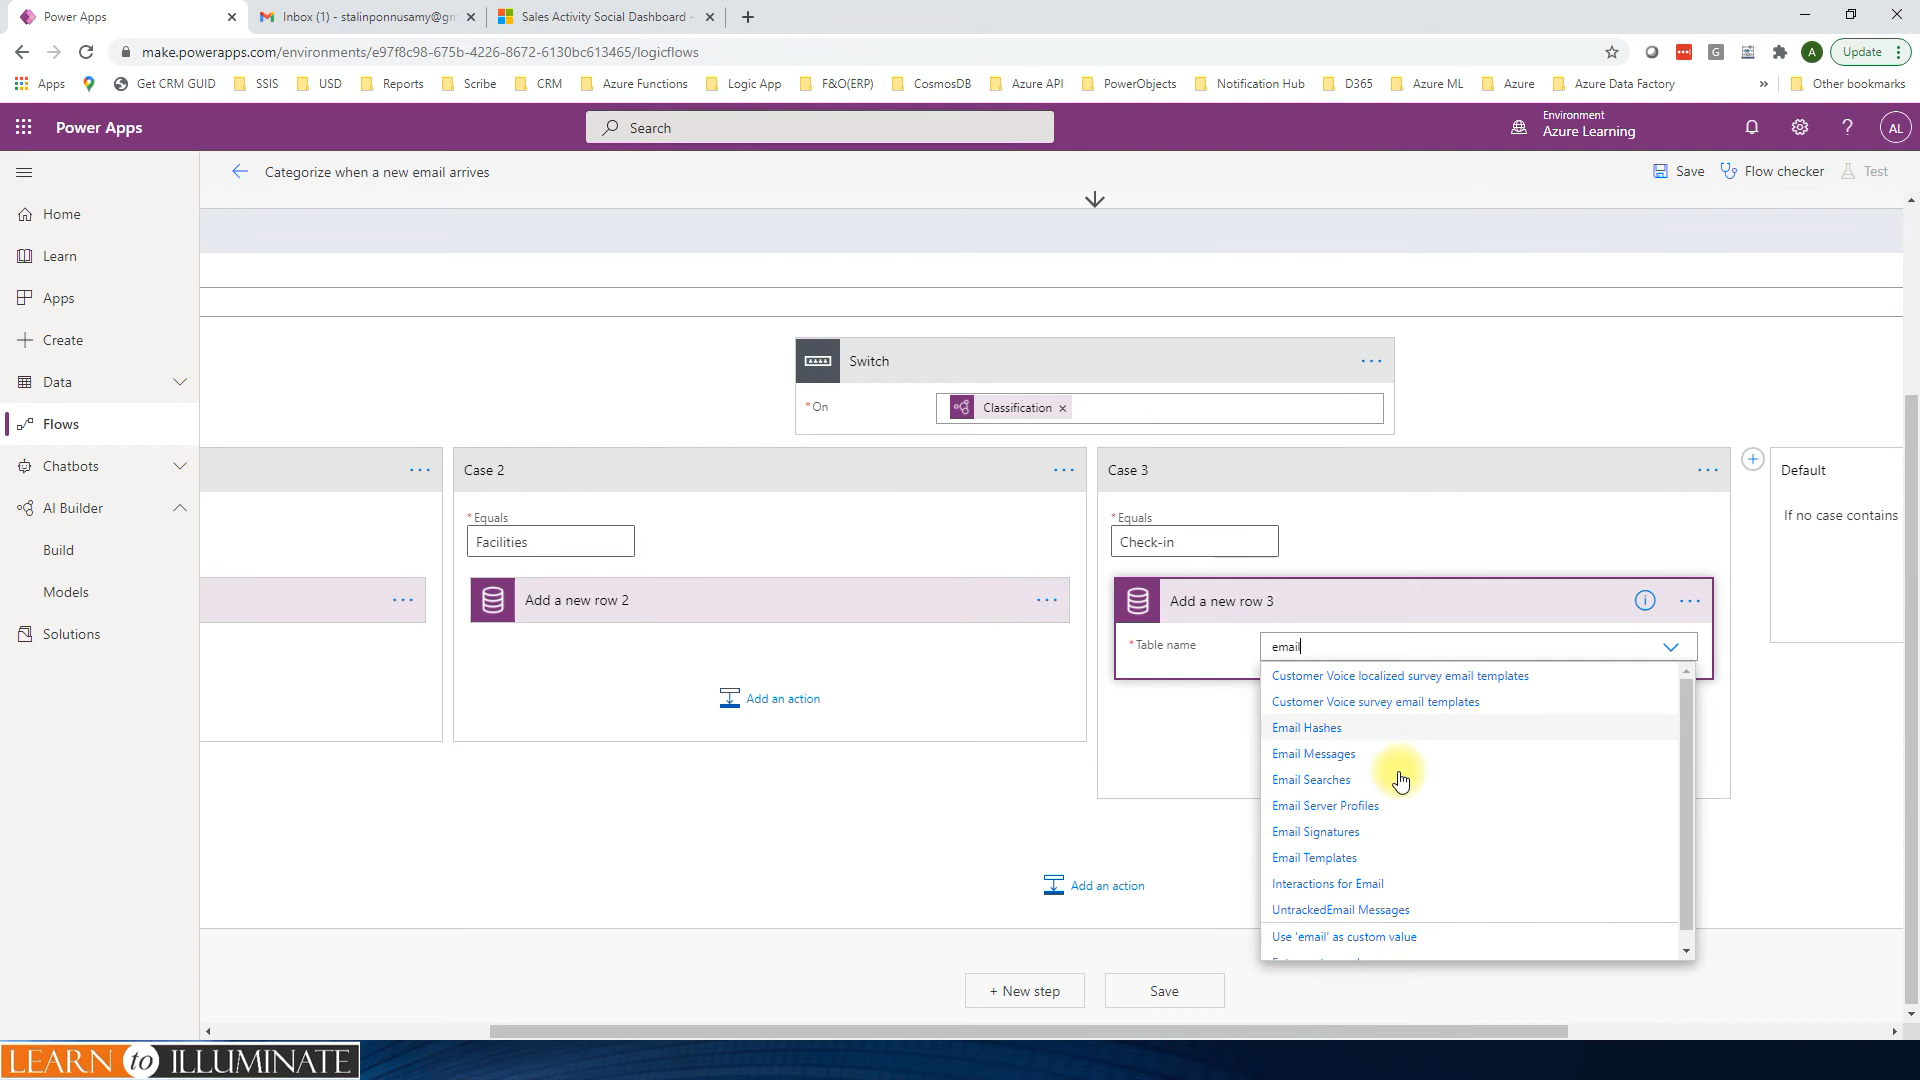 Power Apps
Inbox (1) - stalinponnusamy@gm
Sales Activity Social Dashboard -
make.powerapps.com/environments/e97f8c98-675b-4226-8672-6130bc613465/logicflows
A
Update
Apps
Get CRM GUID
SSIS
USD
Reports
Scribe
CRM
Azure Functions
Logic App
F&O(ERP)
CosmosDB
Azure API
PowerObjects
Notification Hub
D365
Azure ML
Azure
Azure Data Factory
»
Other bookmarks
Power Apps
Search
Environment
Azure Learning
AL
Categorize when a new email arrives
Save
Flow checker
Test
Home
Learn
Apps
Create
Data
Flows
Chatbots
AI Builder
Build
Models
Solutions
Switch
* On
Classification ×
Case 2
* Equals
Facilities
Add a new row 2
Add an action
Case 3
* Equals
Check-in
Add a new row 3
* Table name
email
Customer Voice localized survey email templates
Customer Voice survey email templates
Email Hashes
Email Messages
Email Searches
Email Server Profiles
Email Signatures
Email Templates
Interactions for Email
UntrackedEmail Messages
Use 'email' as custom value
Default
If no case contains
Add an action
+ New step
Save
LEARN to ILLUMINATE